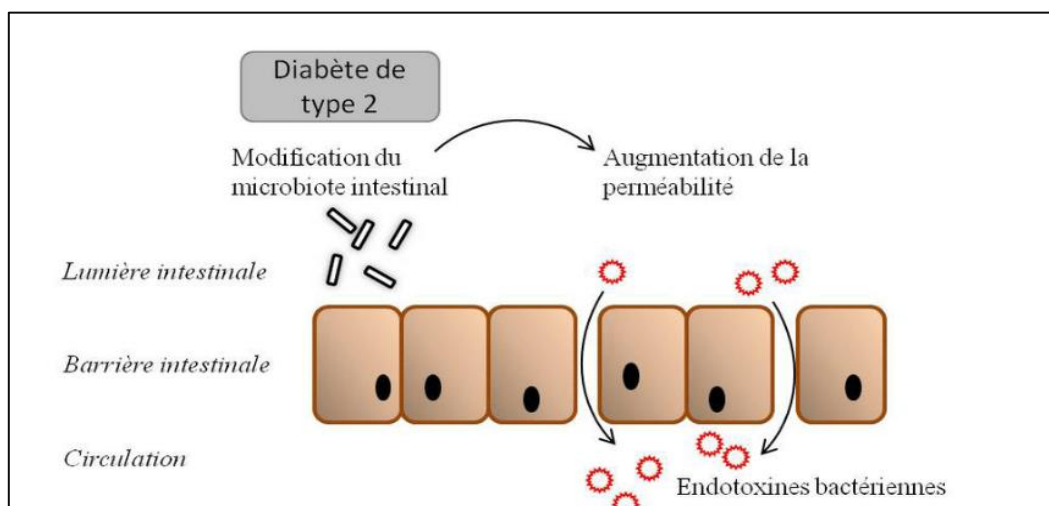 Diabète de
type 2
Modification du
microbiote intestinal
Augmentation de la
perméabilité
Lumière intestinale
Barrière intestinale
Circulation
Endotoxines bactériennes